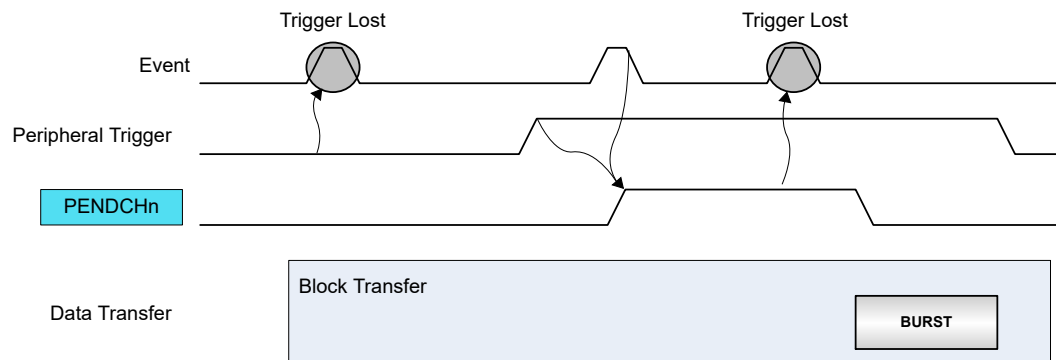 Trigger Lost
Trigger Lost
Event
Peripheral Trigger
PENDCHn
Block Transfer
Data Transfer
BURST